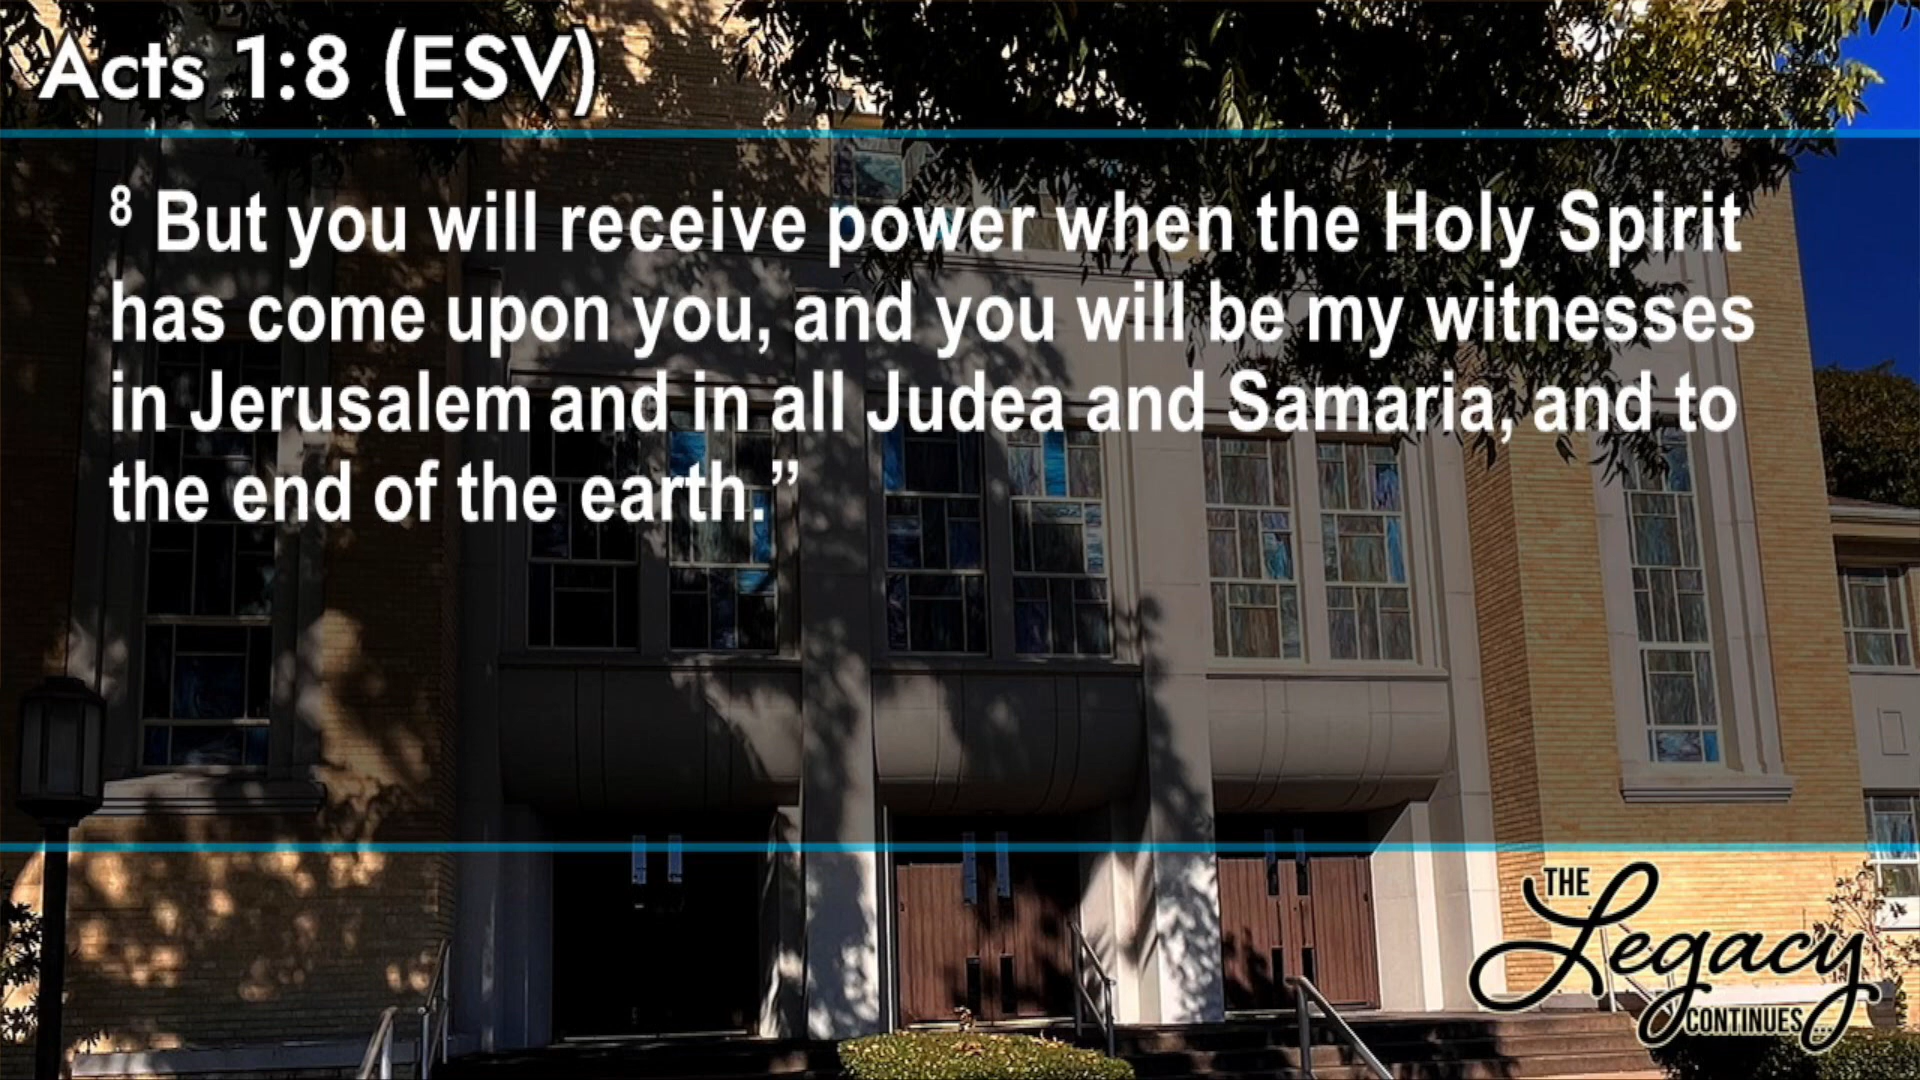 Acts 1:8 (ESV)
8 But you will receive power when the Holy Spirit
has come upon you, and you will be my witnesses
in Jerusalem and in all Judea and Samaria, and to
the end of the earth.”
THE
Legacy
CONTINUES...